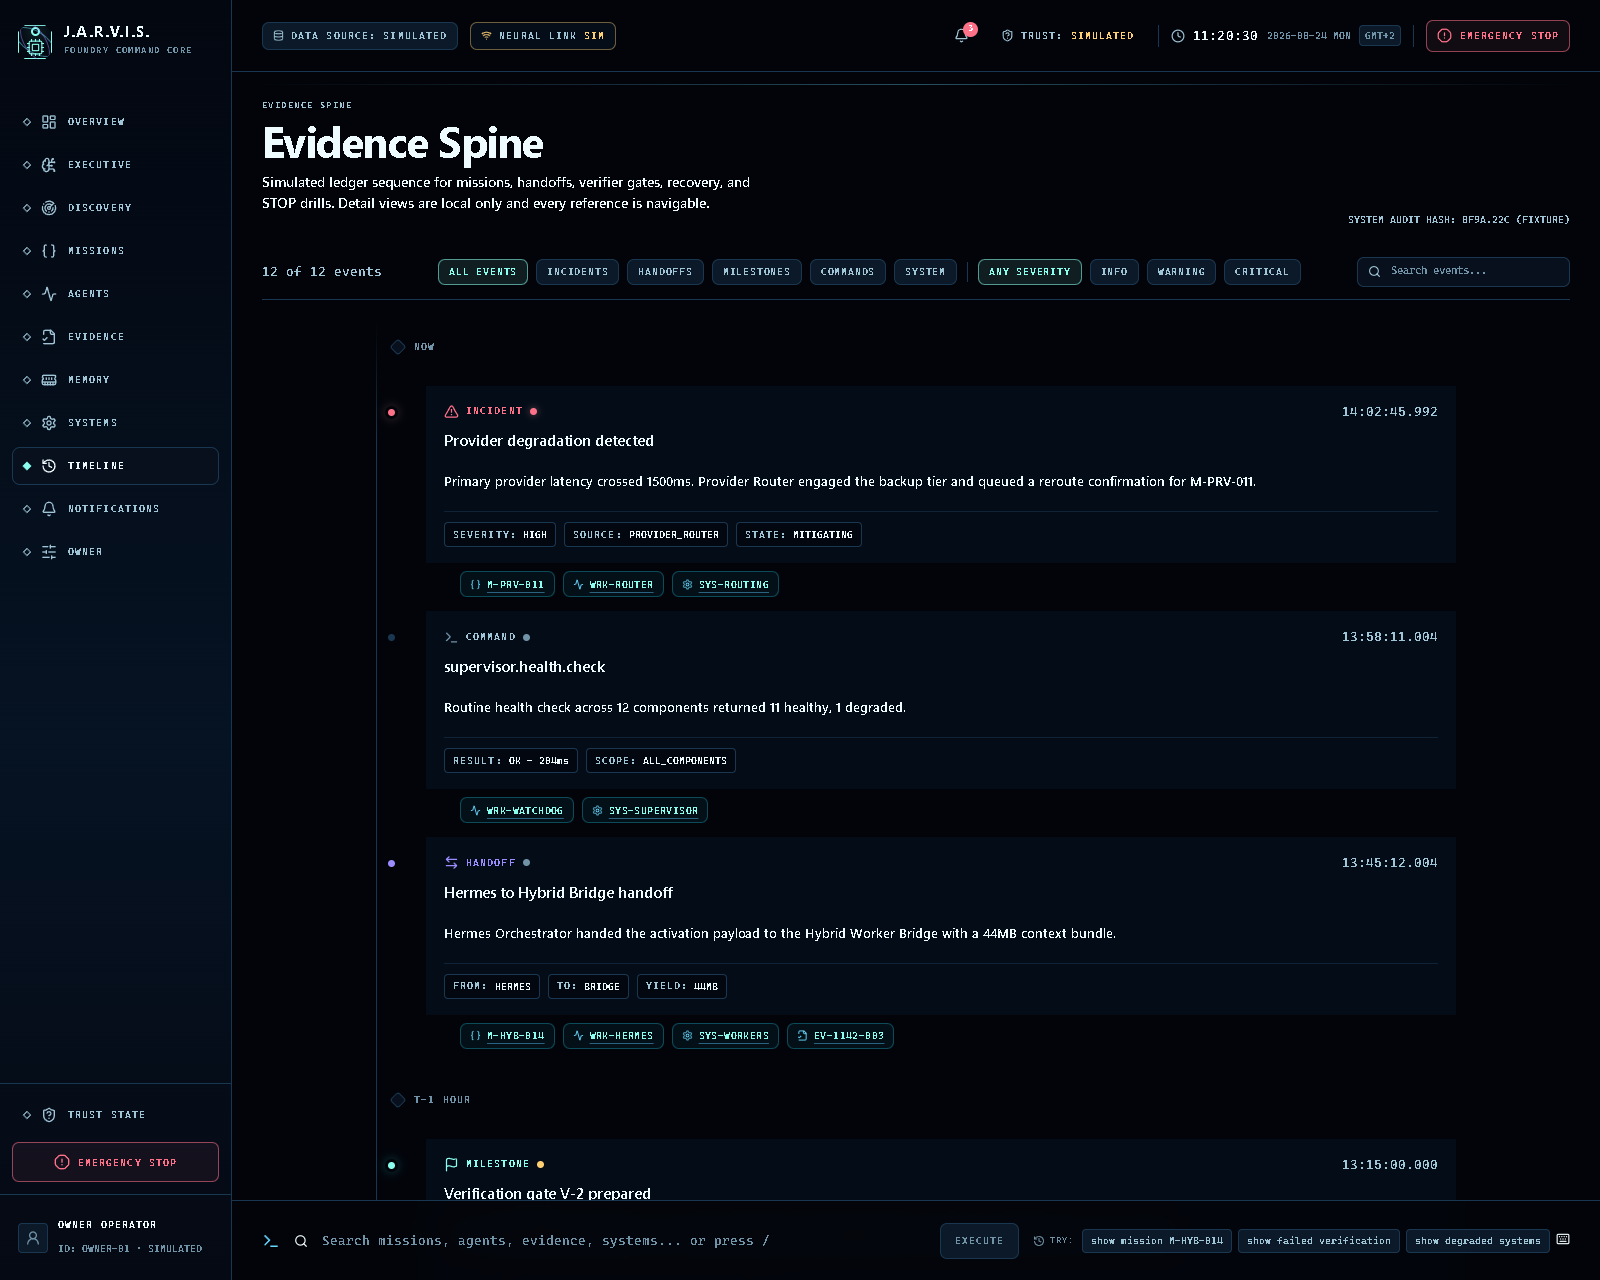 J.A.R.V.I.S.
FOUNDRY COMMAND CORE
OVERVIEW
EXECUTIVE
DISCOVERY
MISSIONS
AGENTS
EVIDENCE
MEMORY
SYSTEMS
TIMELINE
NOTIFICATIONS
OWNER
TRUST STATE
EMERGENCY STOP
OWNER OPERATOR
ID: OWNER-01 • SIMULATED
DATA SOURCE: SIMULATED
NEURAL LINK SIM
3
TRUST: SIMULATED
11:20:30 2026-08-24 MON GMT+2
EMERGENCY STOP
EVIDENCE SPINE
Evidence Spine
Simulated ledger sequence for missions, handoffs, verifier gates, recovery, and
STOP drills. Detail views are local only and every reference is navigable.
SYSTEM AUDIT HASH: 8F9A.22C (FIXTURE)
12 of 12 events
ALL EVENTS INCIDENTS HANDOFFS MILESTONES COMMANDS SYSTEM
ANY SEVERITY INFO WARNING CRITICAL
Search events...
NOW
INCIDENT 14:02:45.992
Provider degradation detected
Primary provider latency crossed 1500ms. Provider Router engaged the backup tier and queued a reroute confirmation for M-PRV-011.
SEVERITY: HIGH SOURCE: PROVIDER_ROUTER STATE: MITIGATING
M-PRV-011 WRK-ROUTER SYS-ROUTING
COMMAND 13:58:11.004
supervisor.health.check
Routine health check across 12 components returned 11 healthy, 1 degraded.
RESULT: OK — 204ms SCOPE: ALL_COMPONENTS
WRK-WATCHDOG SYS-SUPERVISOR
HANDOFF 13:45:12.004
Hermes to Hybrid Bridge handoff
Hermes Orchestrator handed the activation payload to the Hybrid Worker Bridge with a 44MB context bundle.
FROM: HERMES TO: BRIDGE YIELD: 44MB
M-HYB-014 WRK-HERMES SYS-WORKERS EV-1142-003
T-1 HOUR
MILESTONE 13:15:00.000
Verification gate V-2 prepared
Search missions, agents, evidence, systems... or press /
EXECUTE
TRY: show mission M-HYB-014 show failed verification show degraded systems